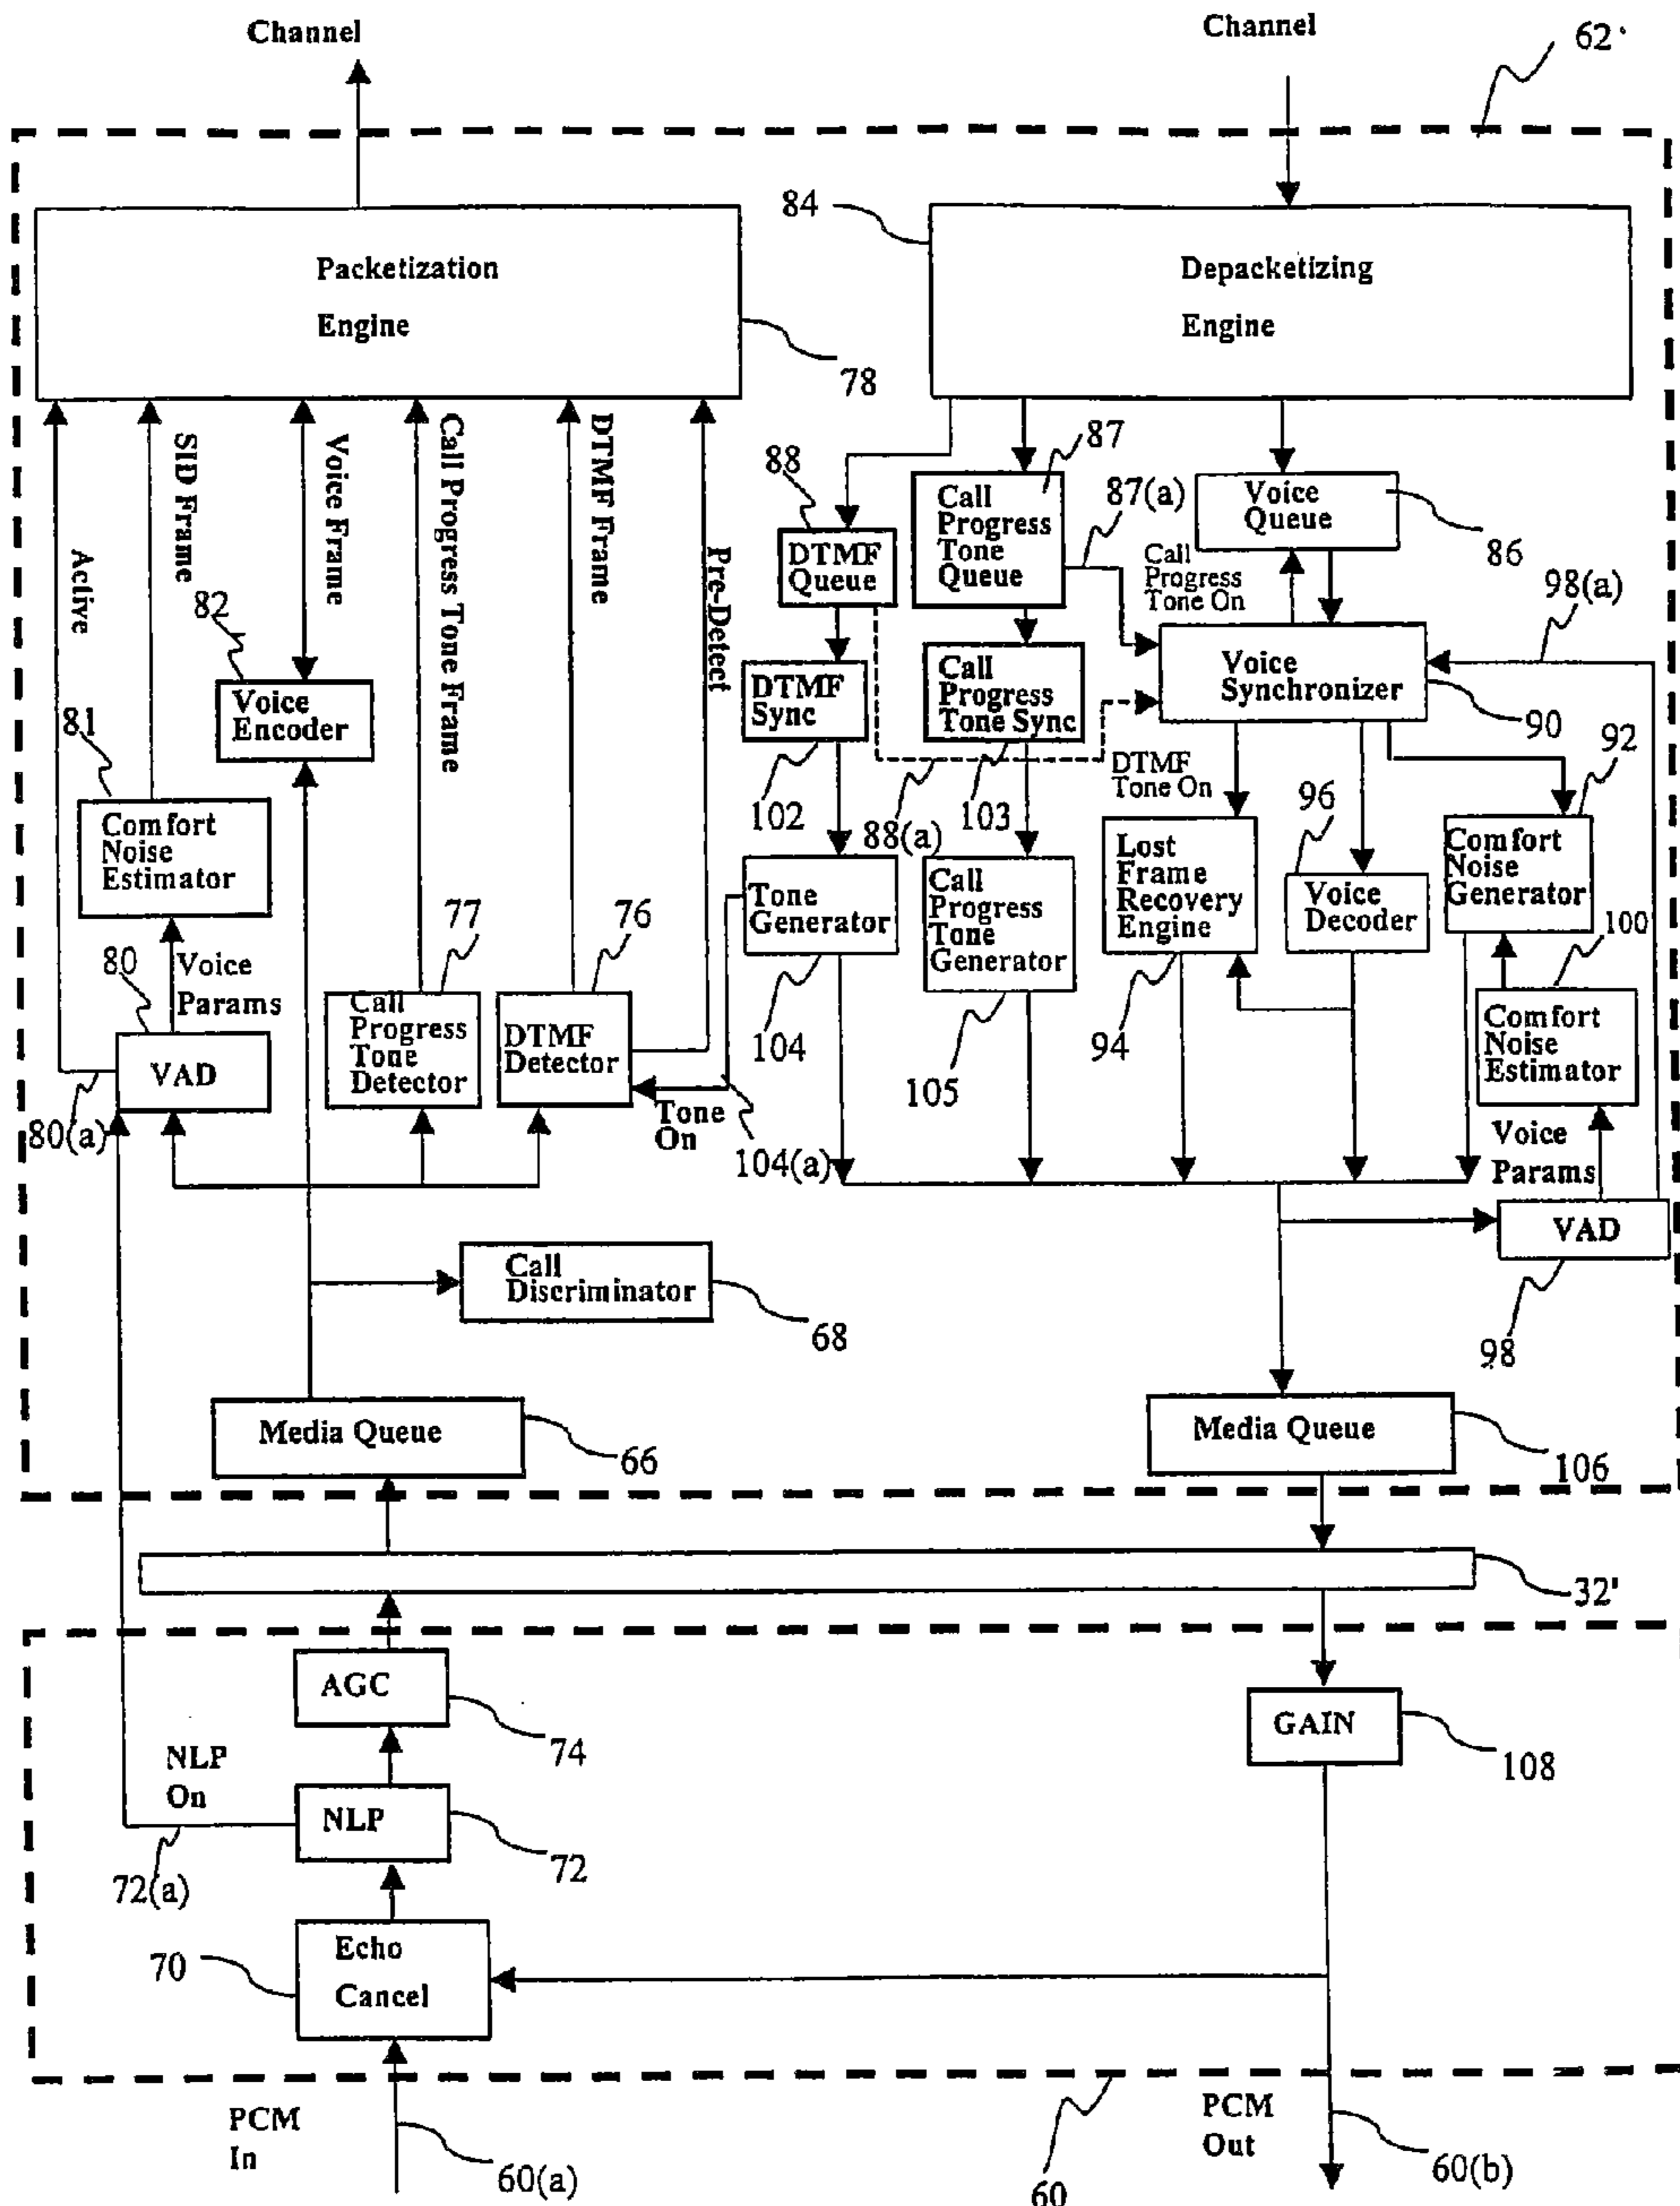 Channel
Channel
62'
84
Packetization
Engine
Depacketizing
Engine
78
Active
SID Frame
Voice Frame
Call Progress Tone Frame
DTMF Frame
Pre-Detect
88
87
87(a)
DTMF
Queue
Call
Progress
Tone
Queue
Voice
Queue
86
Call
Progress
Tone On
98(a)
82
Voice
Encoder
DTMF
Sync
Call
Progress
Tone Sync
Voice
Synchronizer
90
81
102
88(a)
103
DTMF
Tone On
96
92
Comfort
Noise
Estimator
Tone
Generator
Call
Progress
Tone
Generator
Lost
Frame
Recovery
Engine
Voice
Decoder
Comfort
Noise
Generator
100
77
76
80
Voice
Params
Call
Progress
Tone
Detector
DTMF
Detector
104
105
94
Comfort
Noise
Estimator
VAD
80(a)
Tone
On
104(a)
Voice
Params
VAD
98
Call
Discriminator
68
Media Queue
66
Media Queue
106
32'
AGC
74
GAIN
108
NLP
On
NLP
72
72(a)
Echo
Cancel
70
PCM
In
60(a)
60
PCM
Out
60(b)